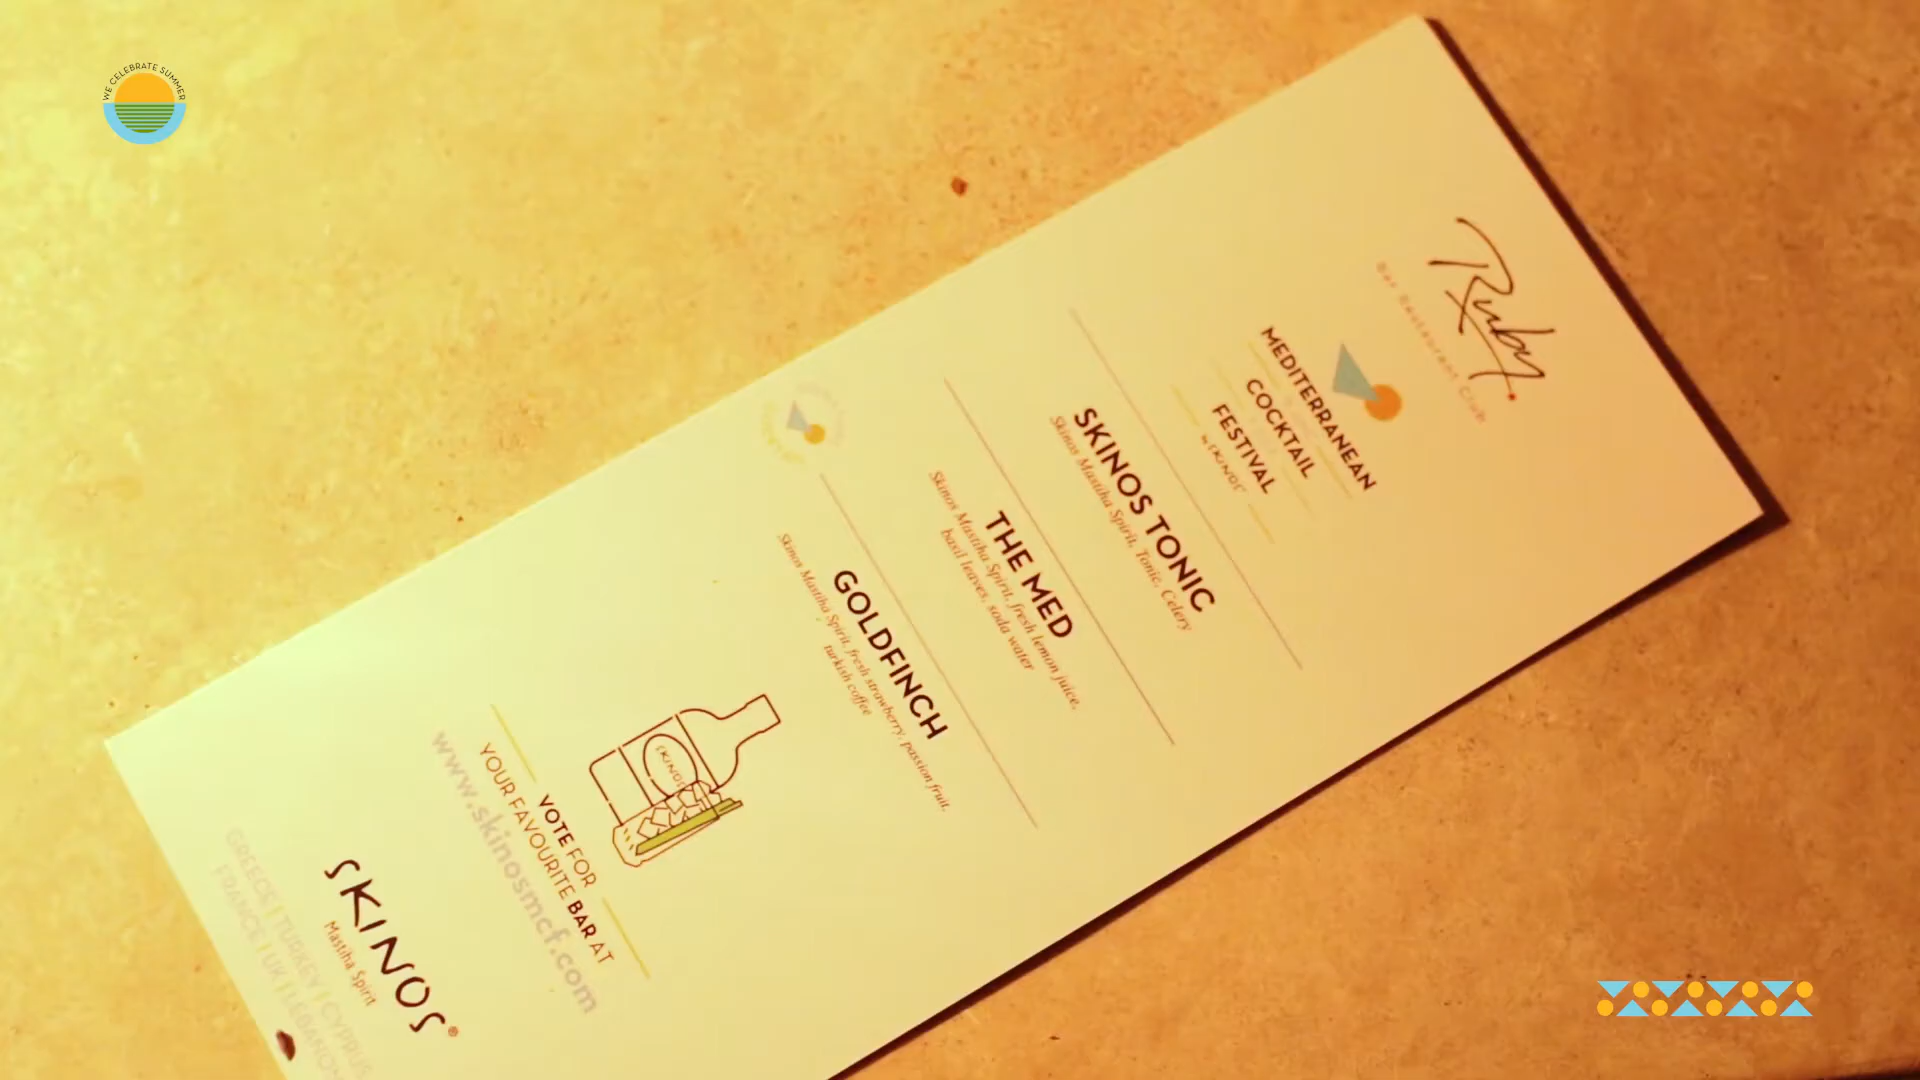 WE CELEBRATE SUMMER
Ruby
Bar Restaurant Club
MEDITERRANEAN
COCKTAIL
FESTIVAL
by SKINOS
SKINOS TONIC
Skinos Mastiha Spirit, Tonic, Celery
THE MED
Skinos Mastiha Spirit, fresh lemon juice,
basil leaves, soda water
GOLDFINCH
Skinos Mastiha Spirit, fresh strawberry, passion fruit,
turkish coffee
SKINOS
VOTE FOR
YOUR FAVOURITE BAR AT
www.skinosmcf.com
SKINOS®
Mastiha Spirit
GREECE | TURKEY | CYPRUS
FRANCE | UK | LEBANON